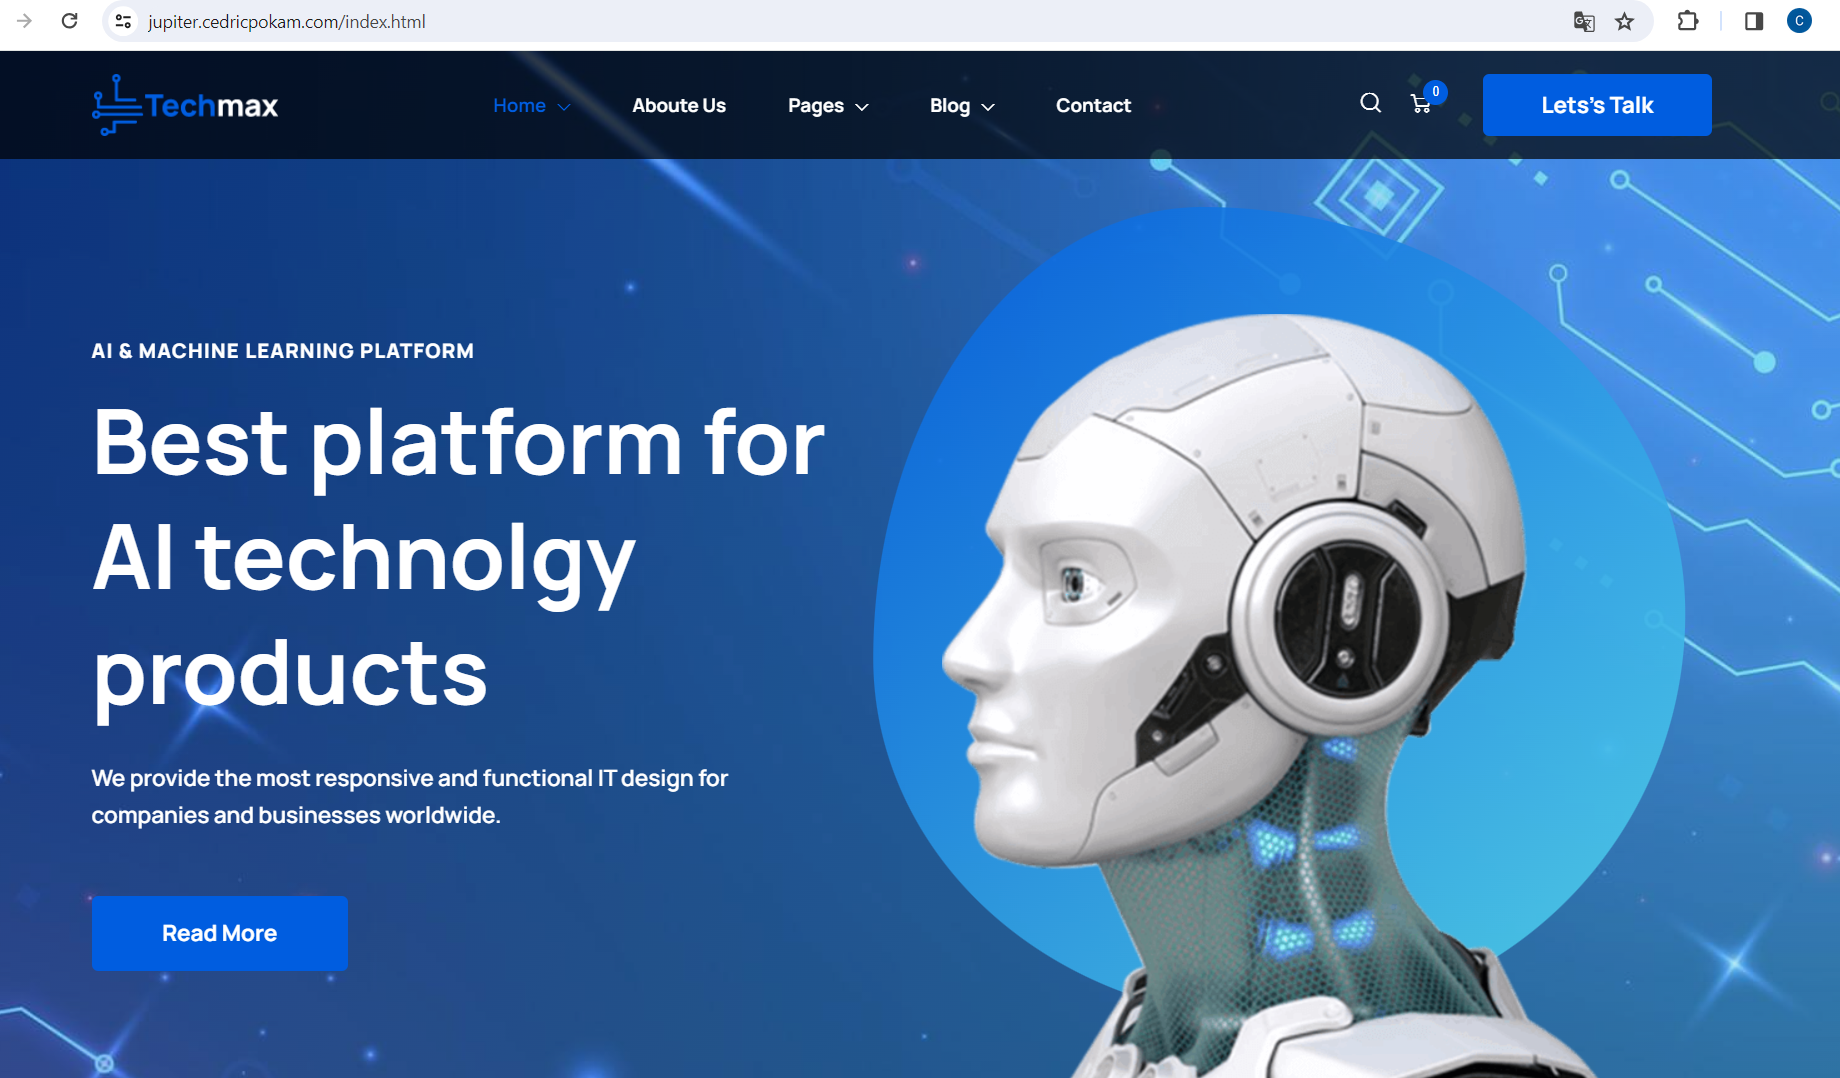 jupiter.cedricpokam.com/index.html
C
Techmax
Home
Aboute Us
Pages
Blog
Contact
0
Lets's Talk
AI & MACHINE LEARNING PLATFORM
Best platform for
AI technolgy
products
We provide the most responsive and functional IT design for
companies and businesses worldwide.
Read More